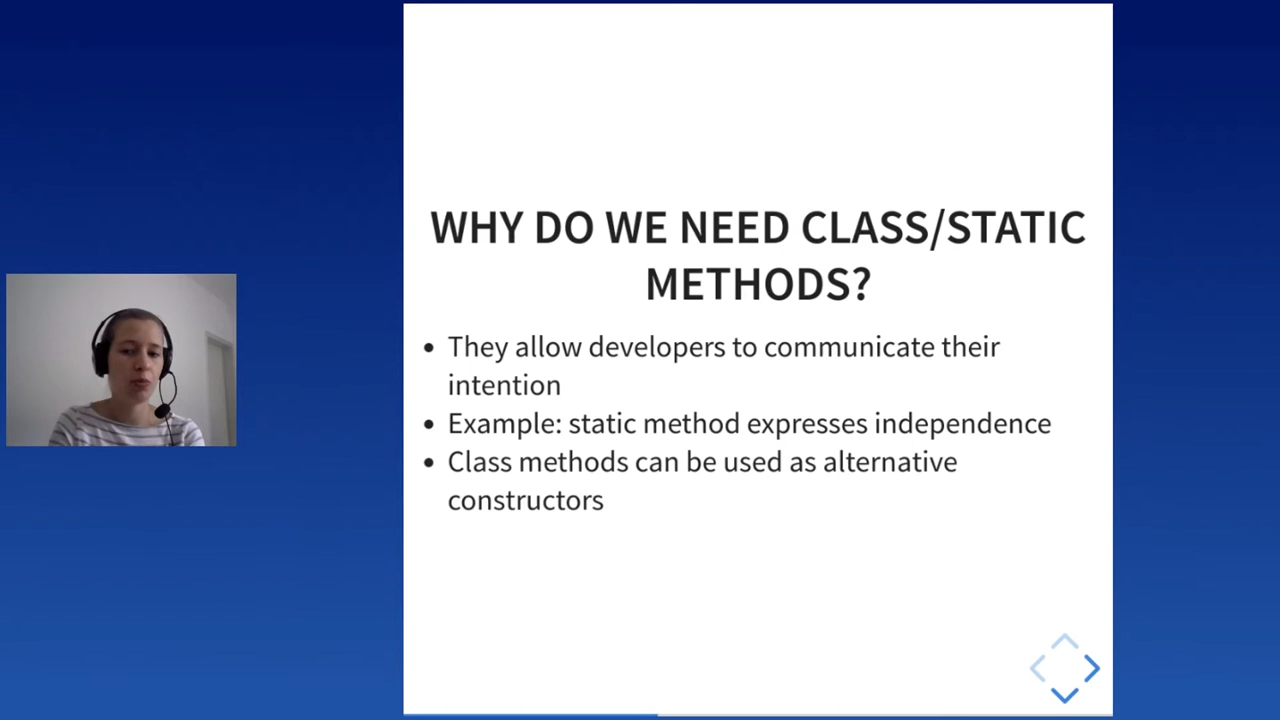 WHY DO WE NEED CLASS/STATIC
METHODS?
• They allow developers to communicate their
intention
• Example: static method expresses independence
• Class methods can be used as alternative
constructors